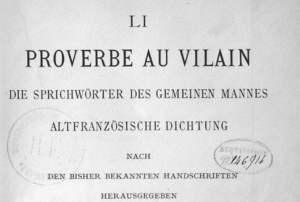 LI
PROVERBE AU VILAIN
DIE SPRICHWÖRTER DES GEMEINEN MANNES
ALTFRANZÖSISCHE DICHTUNG
NACH
DEN BISHER BEKANNTEN HANDSCHRIFTEN
HERAUSGEGEBEN